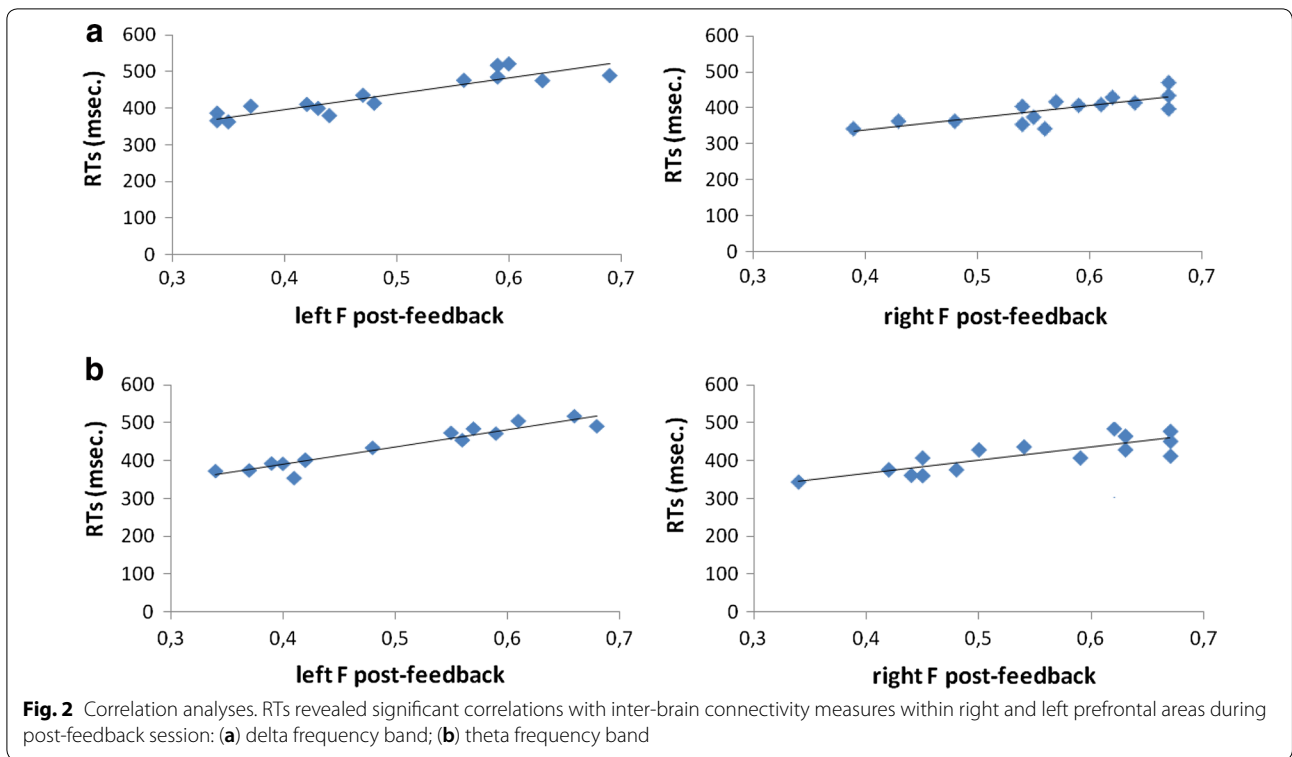 a
600
500
400
300
200
100
0
RTs (msec.)
0,3 0,4 0,5 0,6 0,7
left F post-feedback
600
500
400
300
200
100
0
RTs (msec.)
0,3 0,4 0,5 0,6 0,7
right F post-feedback
b
600
500
400
300
200
100
0
RTs (msec.)
0,3 0,4 0,5 0,6 0,7
left F post-feedback
600
500
400
300
200
100
0
RTs (msec.)
0,3 0,4 0,5 0,6 0,7
right F post-feedback
Fig. 2 Correlation analyses. RTs revealed significant correlations with inter-brain connectivity measures within right and left prefrontal areas during
post-feedback session: (a) delta frequency band; (b) theta frequency band